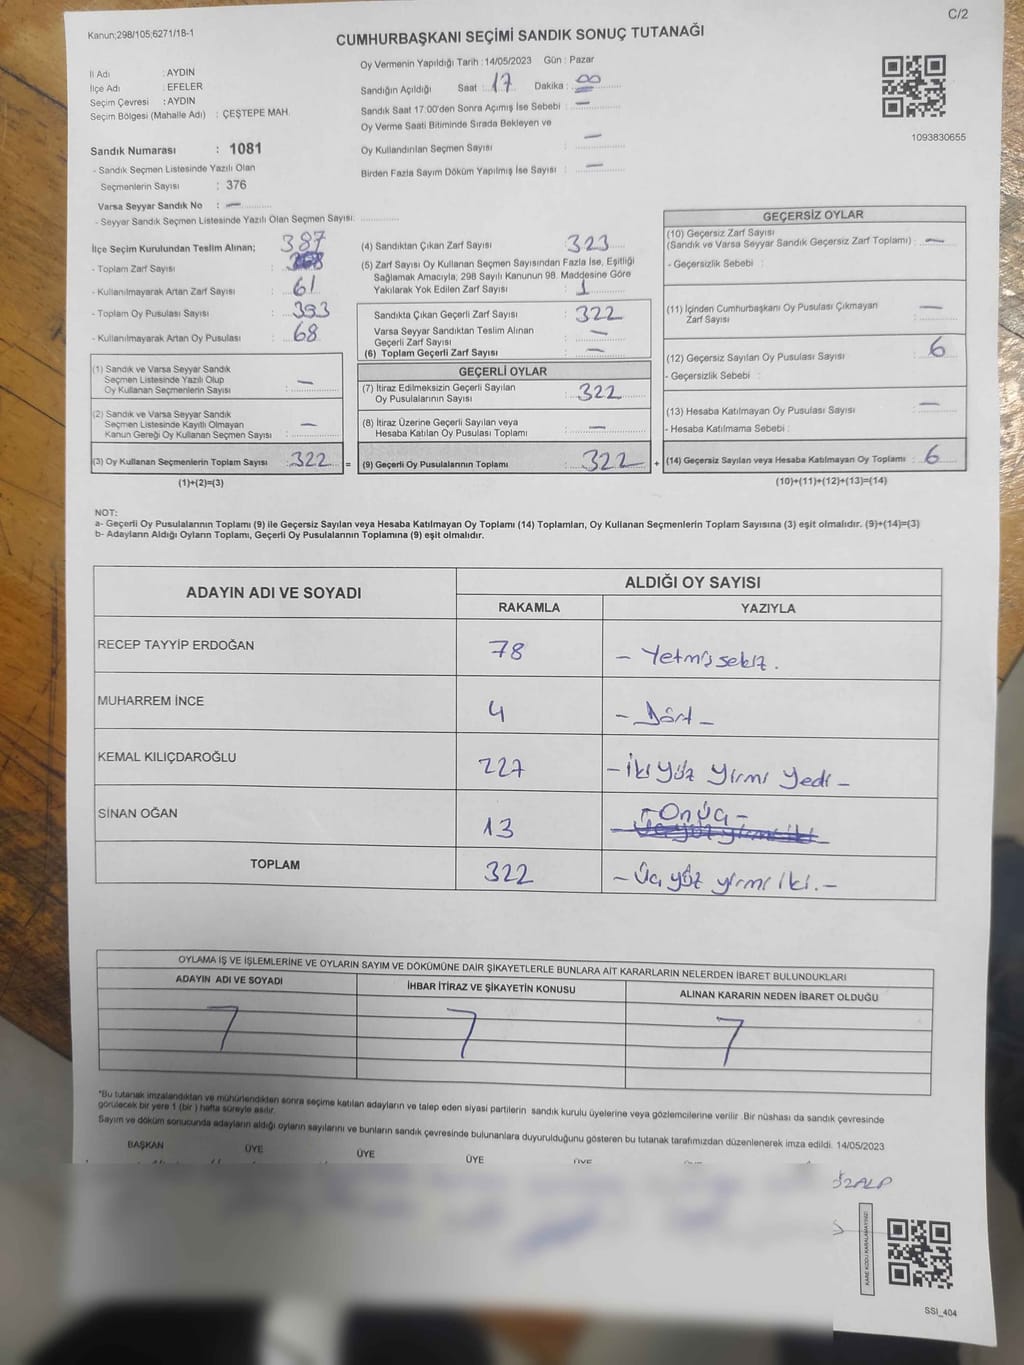 C/2
Kanun;298/105;6271/18-1
CUMHURBAŞKANI SEÇİMİ SANDIK SONUÇ TUTANAĞI
İl Adı : AYDIN
İlçe Adı : EFELER
Seçim Çevresi : AYDIN
Seçim Bölgesi (Mahalle Adı) : ÇEŞTEPE MAH.
Sandık Numarası : 1081
- Sandık Seçmen Listesinde Yazılı Olan
Seçmenlerin Sayısı : 376
Varsa Seyyar Sandık No : —
- Seyyar Sandık Seçmen Listesinde Yazılı Olan Seçmen Sayısı:
Oy Vermenin Yapıldığı Tarih : 14/05/2023 Gün : Pazar
Sandığın Açıldığı Saat : 17 Dakika : 00
Sandık Saat 17:00'den Sonra Açımış İse Sebebi : —
Oy Verme Saati Bitiminde Sırada Bekleyen ve
Oy Kullandırılan Seçmen Sayısı : —
Birden Fazla Sayım Döküm Yapılmış İse Sayısı : —
1093830655
İlçe Seçim Kurulundan Teslim Alınan; 387
- Toplam Zarf Sayısı :
- Kullanılmayarak Artan Zarf Sayısı : 61
- Toplam Oy Pusulası Sayısı : 393
- Kullanılmayarak Artan Oy Pusulası : 68
(1) Sandık ve Varsa Seyyar Sandık
Seçmen Listesinde Yazılı Olup
Oy Kullanan Seçmenlerin Sayısı : —
(2) Sandık ve Varsa Seyyar Sandık
Seçmen Listesinde Kayıtlı Olmayan
Kanun Gereği Oy Kullanan Seçmen Sayısı : —
(3) Oy Kullanan Seçmenlerin Toplam Sayısı : 322 =
(1)+(2)=(3)
(4) Sandıktan Çıkan Zarf Sayısı : 323
(5) Zarf Sayısı Oy Kullanan Seçmen Sayısından Fazla İse, Eşitliği
Sağlamak Amacıyla; 298 Sayılı Kanunun 98. Maddesine Göre
Yakılarak Yok Edilen Zarf Sayısı : 1
Sandıkta Çıkan Geçerli Zarf Sayısı : 322
Varsa Seyyar Sandıktan Teslim Alınan
Geçerli Zarf Sayısı : —
(6) Toplam Geçerli Zarf Sayısı : —
GEÇERLİ OYLAR
(7) İtiraz Edilmeksizin Geçerli Sayılan
Oy Pusulalarının Sayısı : 322
(8) İtiraz Üzerine Geçerli Sayılan veya
Hesaba Katılan Oy Pusulası Toplamı : —
(9) Geçerli Oy Pusulalarının Toplamı : 322 +
GEÇERSİZ OYLAR
(10) Geçersiz Zarf Sayısı
(Sandık ve Varsa Seyyar Sandık Geçersiz Zarf Toplamı) : —
- Geçersizlik Sebebi :
(11) İçinden Cumhurbaşkanı Oy Pusulası Çıkmayan
Zarf Sayısı : —
(12) Geçersiz Sayılan Oy Pusulası Sayısı : 6
- Geçersizlik Sebebi :
(13) Hesaba Katılmayan Oy Pusulası Sayısı : —
- Hesaba Katılmama Sebebi :
(14) Geçersiz Sayılan veya Hesaba Katılmayan Oy Toplamı : 6
(10)+(11)+(12)+(13)=(14)
NOT:
a- Geçerli Oy Pusulalarının Toplamı (9) ile Geçersiz Sayılan veya Hesaba Katılmayan Oy Toplamı (14) Toplamları, Oy Kullanan Seçmenlerin Toplam Sayısına (3) eşit olmalıdır. (9)+(14)=(3)
b- Adayların Aldığı Oyların Toplamı, Geçerli Oy Pusulalarının Toplamına (9) eşit olmalıdır.
ADAYIN ADI VE SOYADI ALDIĞI OY SAYISI
RAKAMLA YAZIYLA
RECEP TAYYİP ERDOĞAN 78 – Yetmiş sekiz.
MUHARREM İNCE 4 – Dört –
KEMAL KILIÇDAROĞLU 227 – İki yüz yirmi yedi –
SİNAN OĞAN 13 – Onüç –
TOPLAM 322 – Üç yüz yirmi iki. –
OYLAMA İŞ VE İŞLEMLERİNE VE OYLARIN SAYIM VE DÖKÜMÜNE DAİR ŞİKAYETLERLE BUNLARA AİT KARARLARIN NELERDEN İBARET BULUNDUKLARI
ADAYIN ADI VE SOYADI İHBAR İTİRAZ VE ŞİKAYETİN KONUSU ALINAN KARARIN NEDEN İBARET OLDUĞU
*Bu tutanak imzalandıktan ve mühürlendikten sonra seçime katılan adayların ve talep eden siyasi partilerin sandık kurulu üyelerine veya gözlemcilerine verilir. Bir nüshası da sandık çevresinde
görülecek bir yere 1 (bir) hafta süreyle asılır.
Sayım ve döküm sonucunda adayların aldığı oyların sayılarını ve bunların sandık çevresinde bulunanlara duyurulduğunu gösteren bu tutanak tarafımızdan düzenlenerek imza edildi. 14/05/2023
BAŞKAN ÜYE ÜYE ÜYE ÜYE
KARE KODU KARALAMAYINIZ!
SSI_404